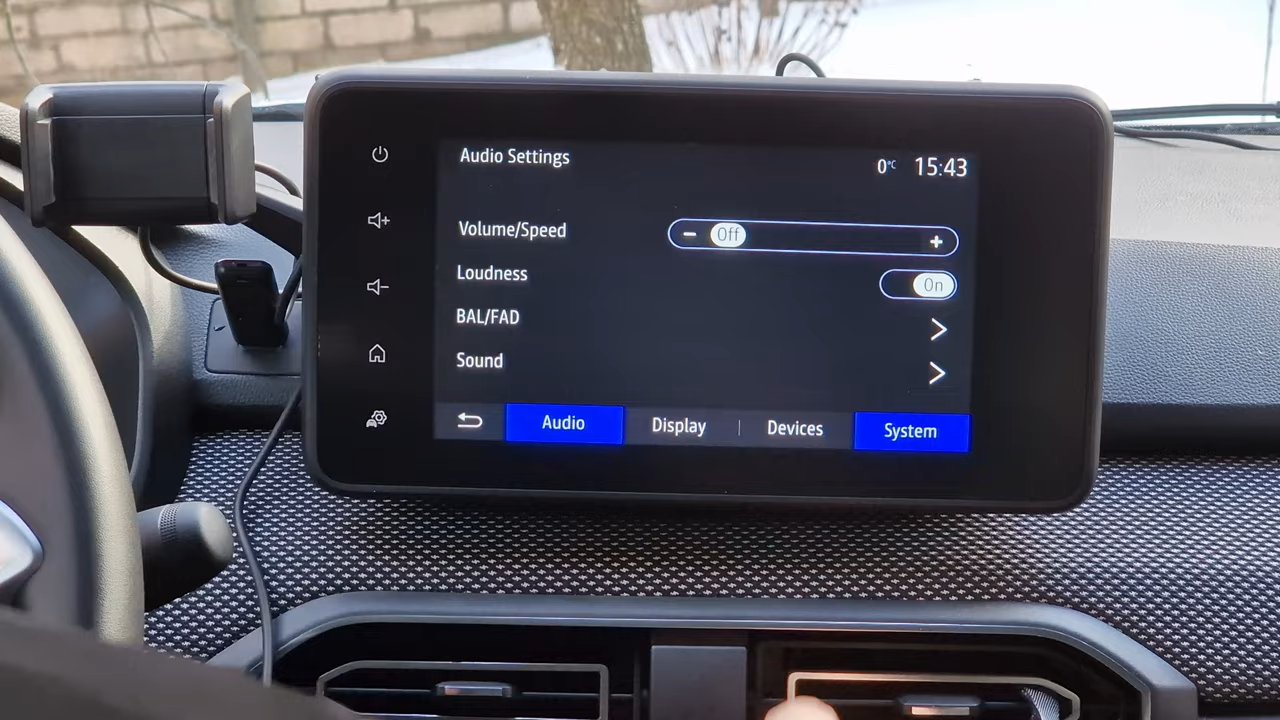 Audio Settings
0°C 15:43
Volume/Speed
− Off +
Loudness
On
BAL/FAD
Sound
Audio Display Devices System